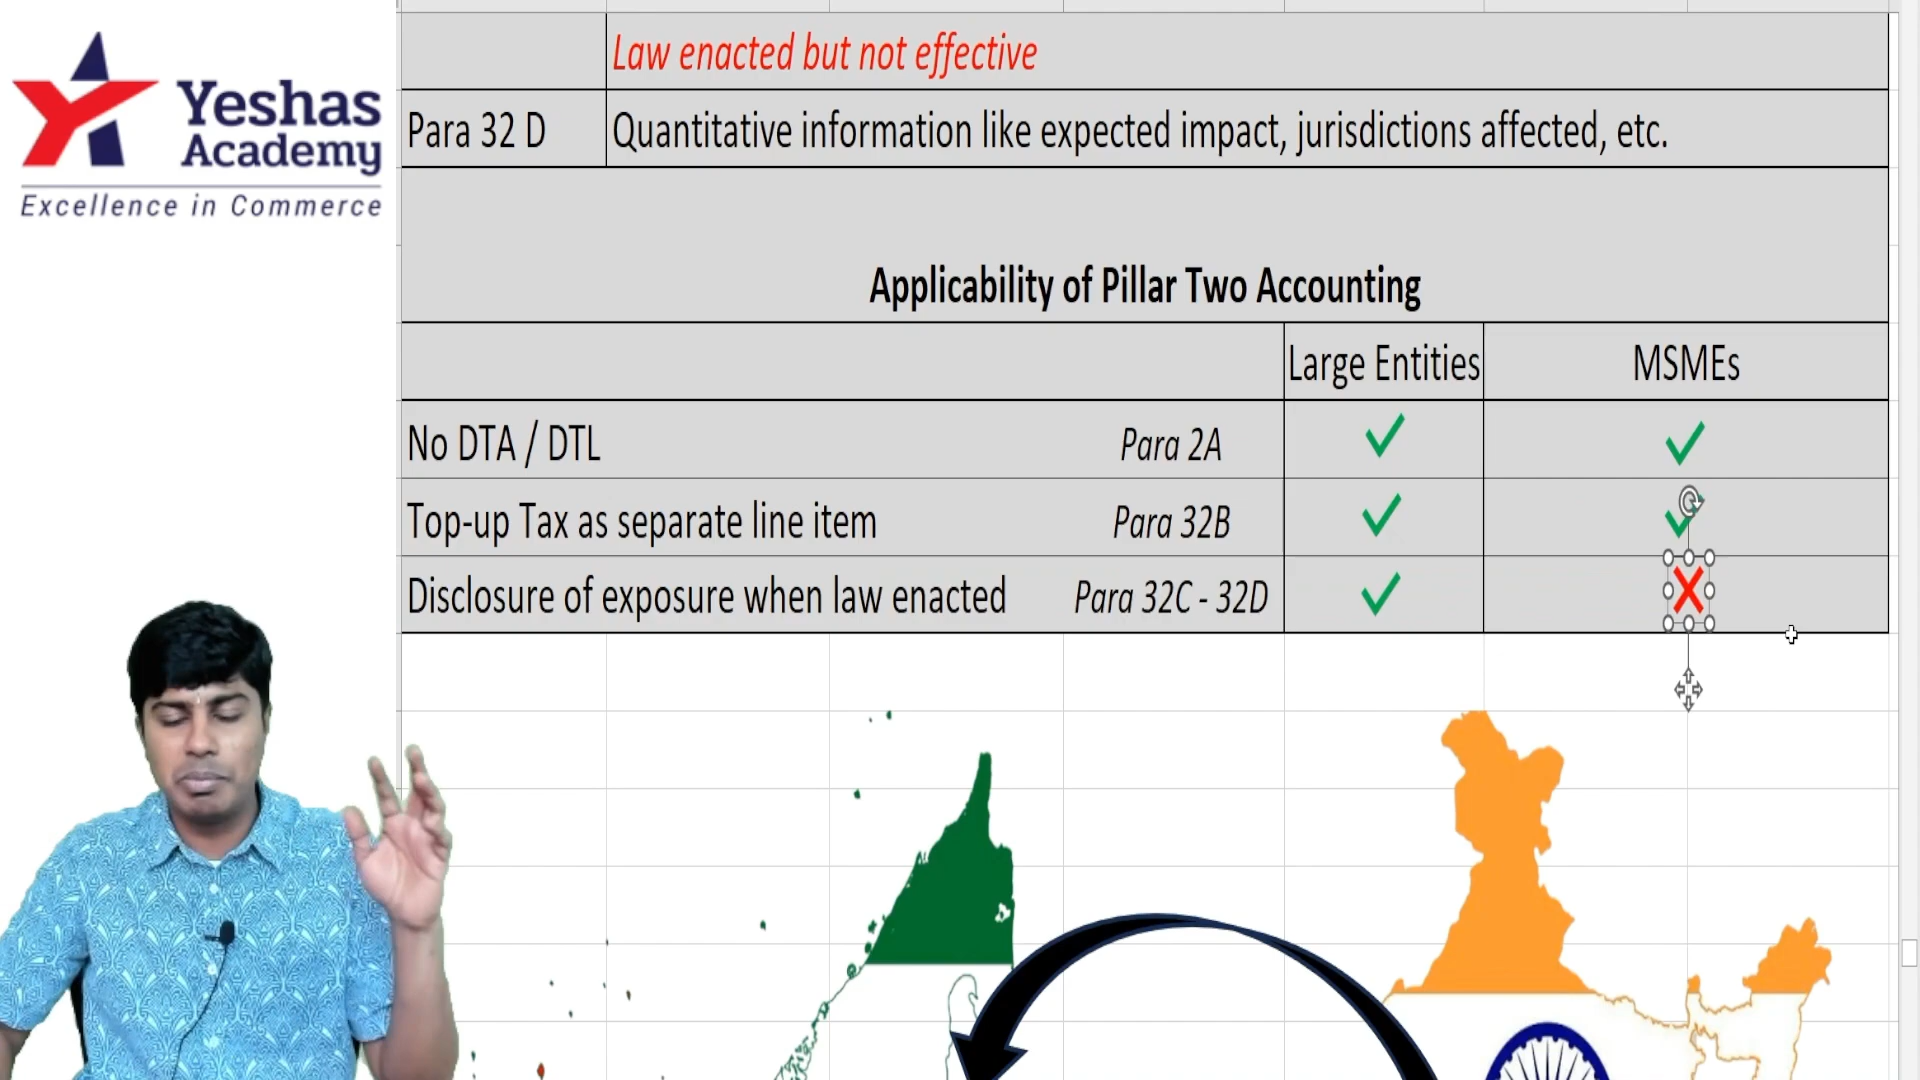 Yeshas
Academy
Excellence in Commerce
Law enacted but not effective
Para 32 D Quantitative information like expected impact, jurisdictions affected, etc.
Applicability of Pillar Two Accounting
Large Entities MSMEs
No DTA / DTL Para 2A
Top-up Tax as separate line item Para 32B
Disclosure of exposure when law enacted Para 32C - 32D